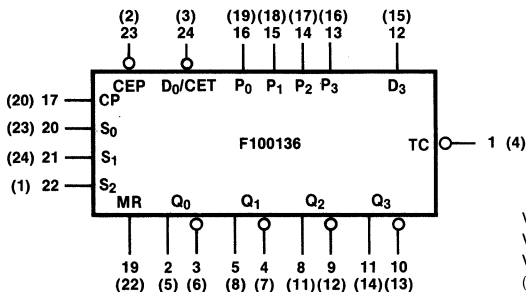 (2) (3) (19) (18) (17) (16) (15)
23 24 16 15 14 13 12
CEP D0/CET P0 P1 P2 P3 D3
(20) 17 CP
(23) 20 S0
F100136
TC 1 (4)
(24) 21 S1
(1) 22 S2
MR Q0 Q1 Q2 Q3
19 2 3 5 4 8 9 11 10
(22) (5) (6) (8) (7) (11) (12) (14) (13)
V
V
V
(